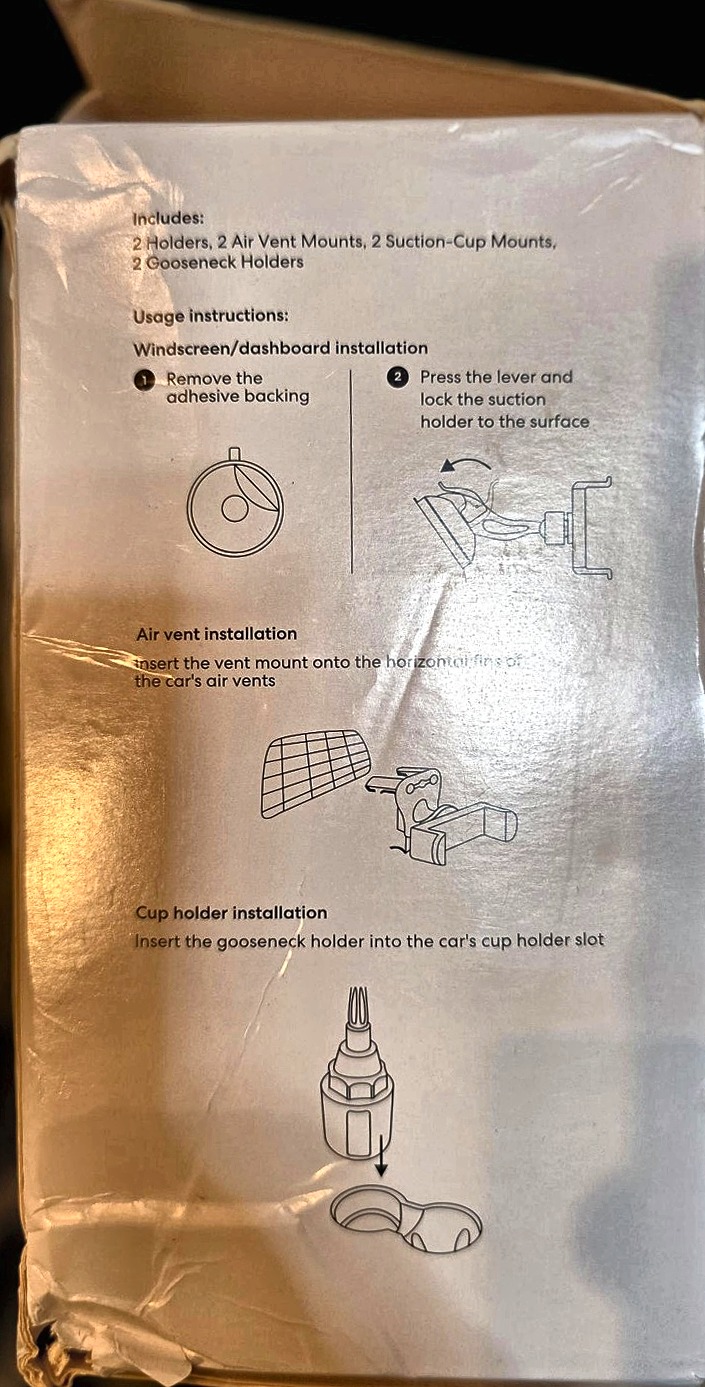 Includes:
2 Holders, 2 Air Vent Mounts, 2 Suction-Cup Mounts,
2 Gooseneck Holders
Usage instructions:
Windscreen/dashboard installation
1 Remove the
adhesive backing
2 Press the lever and
lock the suction
holder to the surface
Air vent installation
Insert the vent mount onto the horizontal fins of
the car's air vents
Cup holder installation
Insert the gooseneck holder into the car's cup holder slot